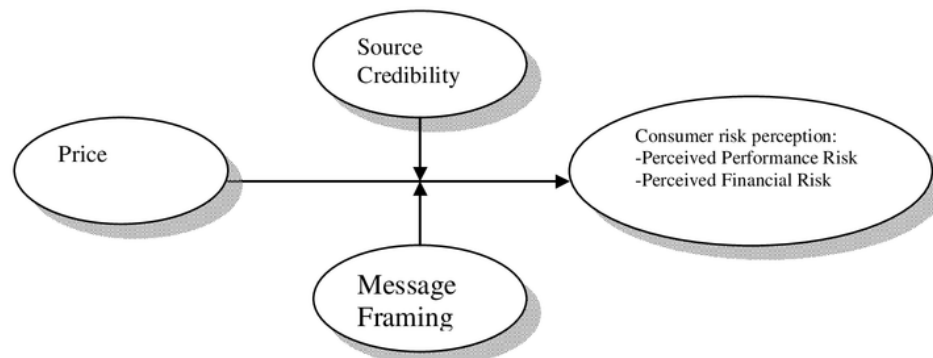 Source
Credibility
Price
Consumer risk perception:
-Perceived Performance Risk
-Perceived Financial Risk
Message
Framing